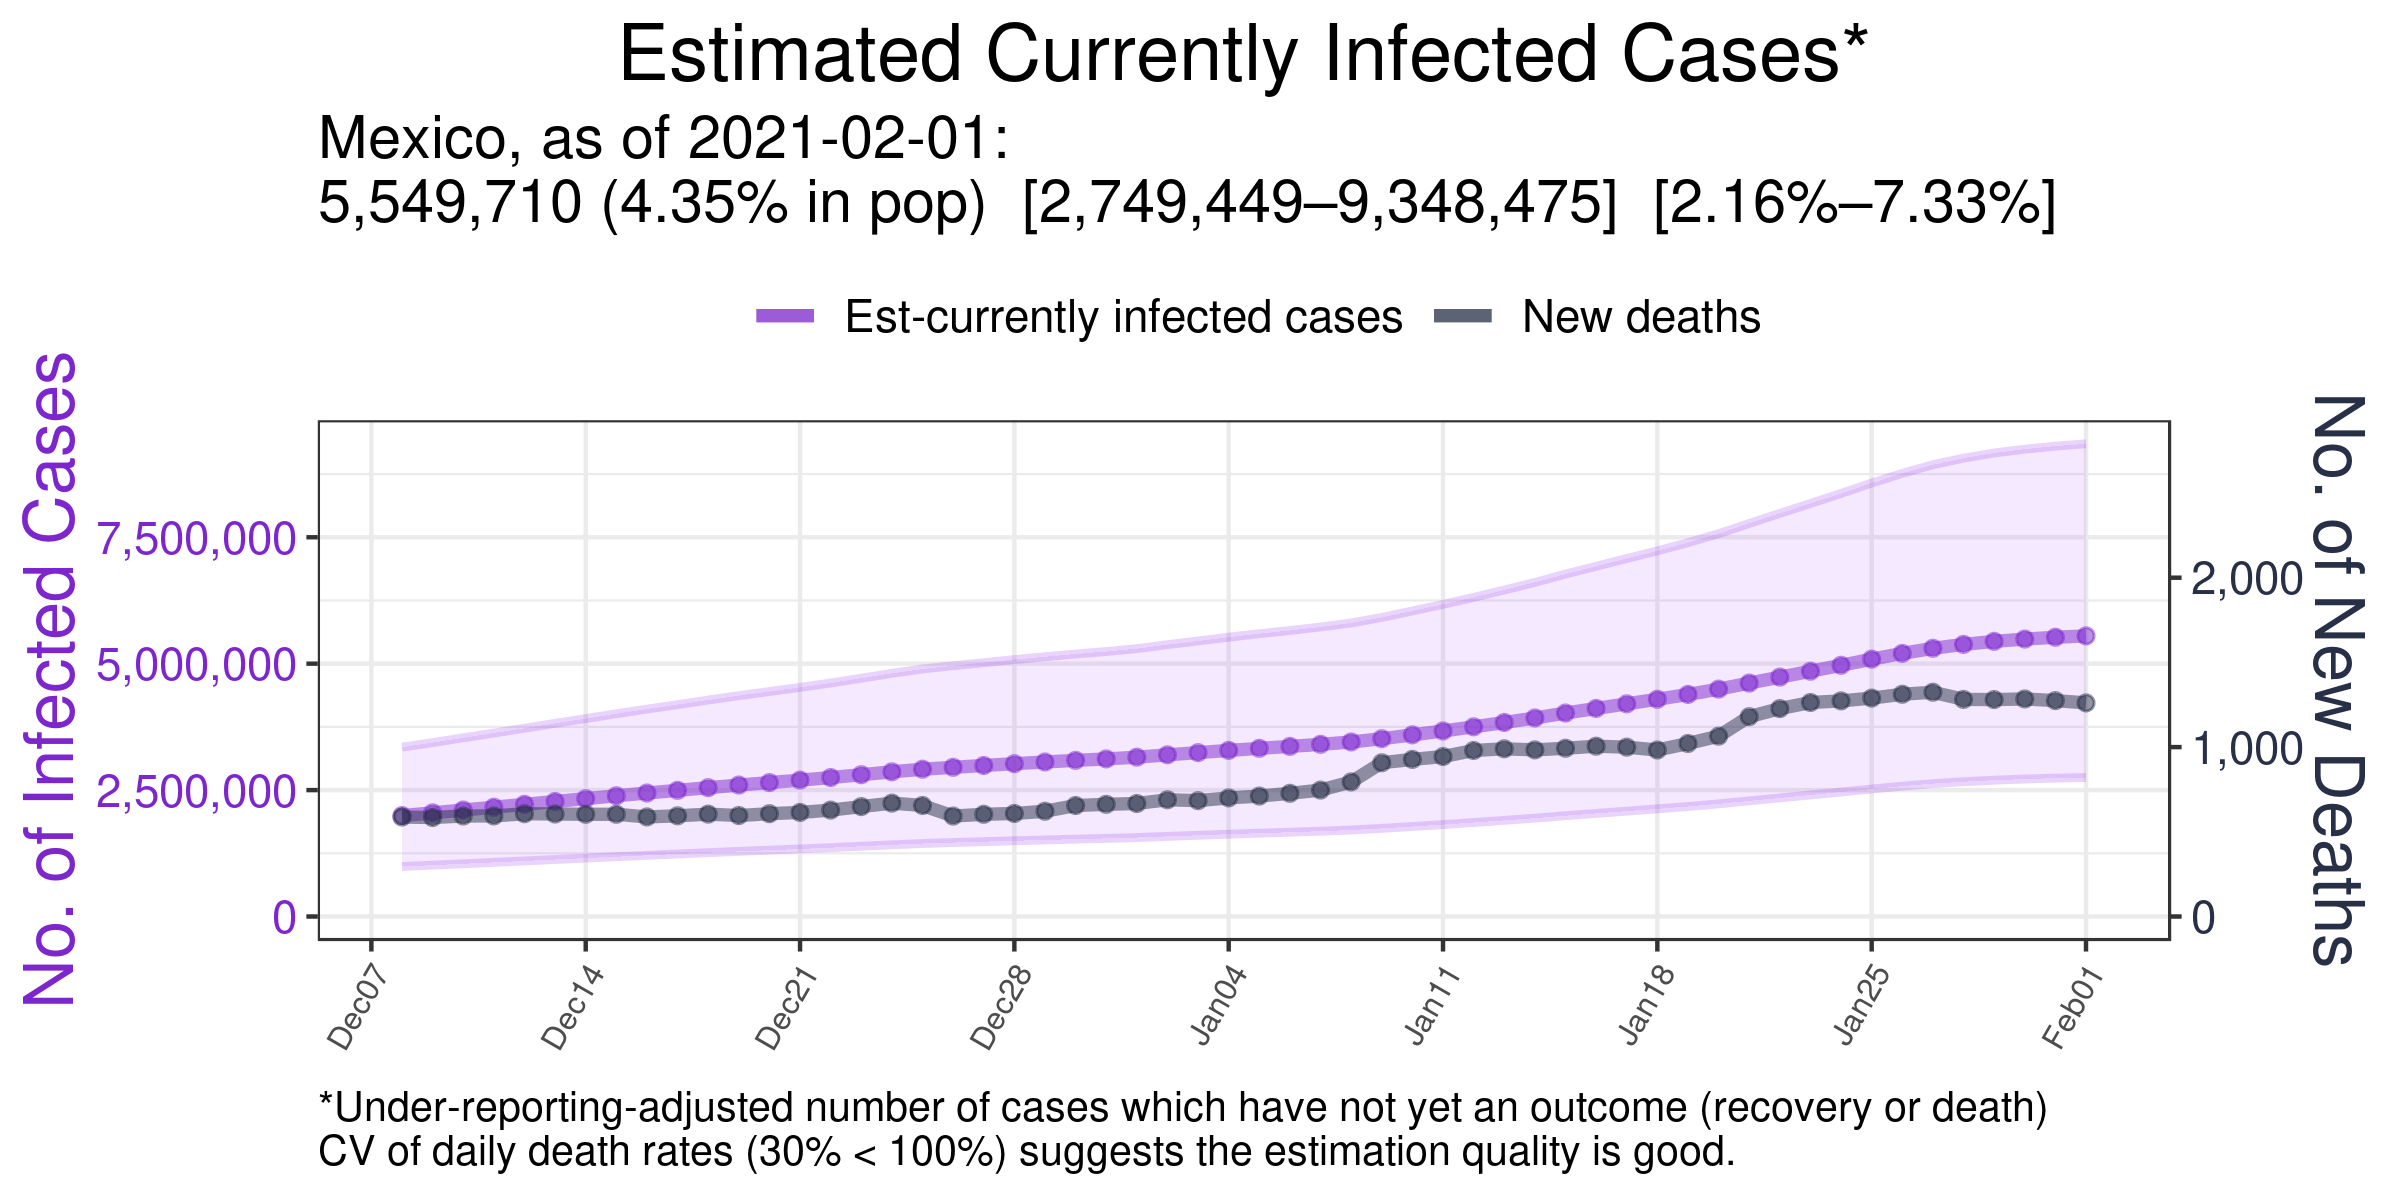 Estimated Currently Infected Cases*
Mexico, as of 2021-02-01:
5,549,710 (4.35% in pop) [2,749,449–9,348,475] [2.16%–7.33%]
Est-currently infected cases
New deaths
No. of Infected Cases
7,500,000
5,000,000
2,500,000
0
No. of New Deaths
2,000
1,000
0
Dec07
Dec14
Dec21
Dec28
Jan04
Jan11
Jan18
Jan25
Feb01
*Under-reporting-adjusted number of cases which have not yet an outcome (recovery or death)
CV of daily death rates (30% < 100%) suggests the estimation quality is good.